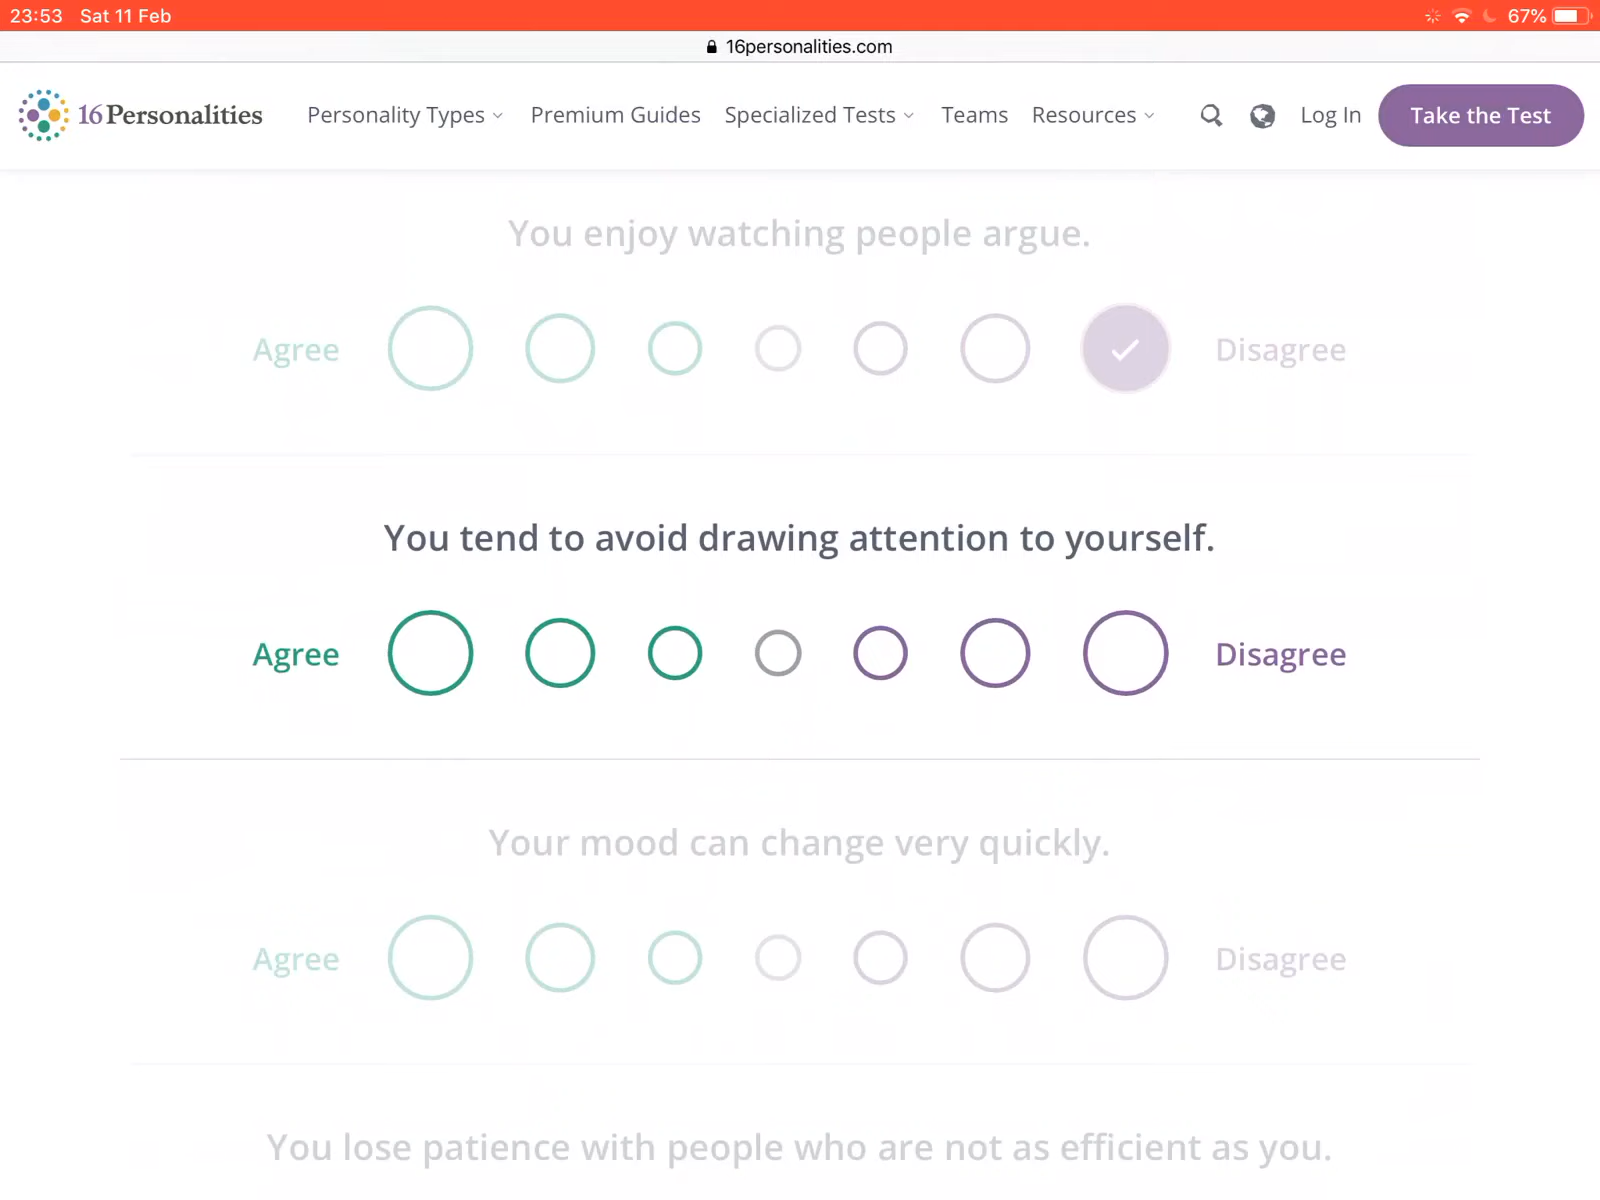 23:53 Sat 11 Feb 67%
16personalities.com
16Personalities Personality Types Premium Guides Specialized Tests Teams Resources Log In Take the Test
You enjoy watching people argue.
Agree Disagree
You tend to avoid drawing attention to yourself.
Agree Disagree
Your mood can change very quickly.
Agree Disagree
You lose patience with people who are not as efficient as you.